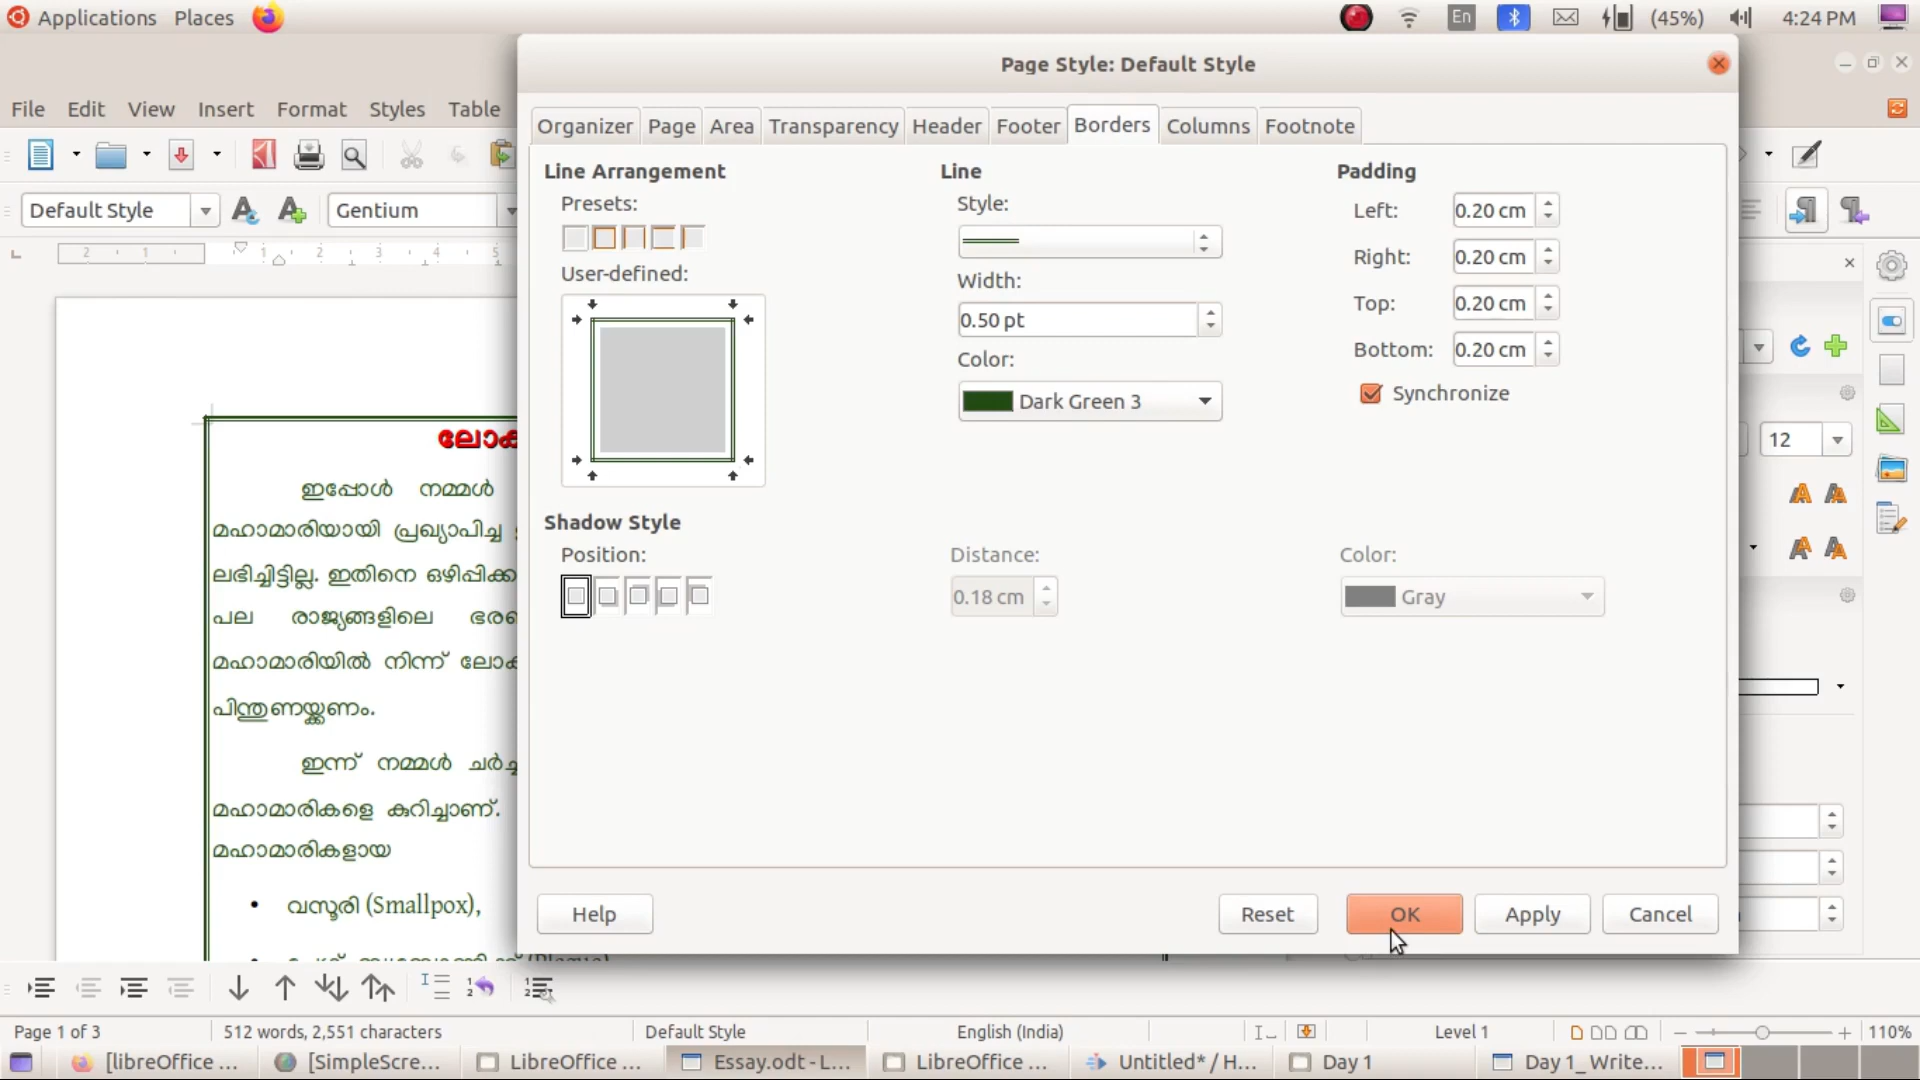 Applications Places En (45%) 4:24 PM
Page Style: Default Style
File Edit View Insert Format Styles Table
Organizer Page Area Transparency Header Footer Borders Columns Footnote
Line Arrangement Line Padding
Presets: Style: Left: 0.20 cm
Default Style Gentium
User-defined: Width: Right: 0.20 cm
0.50 pt Top: 0.20 cm
Color: Bottom: 0.20 cm
Dark Green 3 Synchronize
12
ലോക
ഇപ്പോൾ നമ്മൾ
മഹാമാരിയായി പ്രഖ്യാപിച്ച
ലഭിച്ചിട്ടില്ല. ഇതിനെ ഒഴിപ്പിക്ക
പല രാജ്യങ്ങളിലെ
മഹാമാരിയിൽ നിന്ന് ലോക
പിന്തുണയ്ക്കണം.
ഇന്ന് നമ്മൾ ചർച്ച
മഹാമാരികളെ കുറിച്ചാണ്.
മഹാമാരികളായ
• വസൂരി (Smallpox),
Shadow Style
Position: Distance: Color:
0.18 cm Gray
Help Reset OK Apply Cancel
Page 1 of 3 512 words, 2,551 characters Default Style English (India) Level 1 110%
[libreOffice ... [SimpleScre... LibreOffice ... Essay.odt - L... LibreOffice ... Untitled* / H... Day 1 Day 1_ Write...